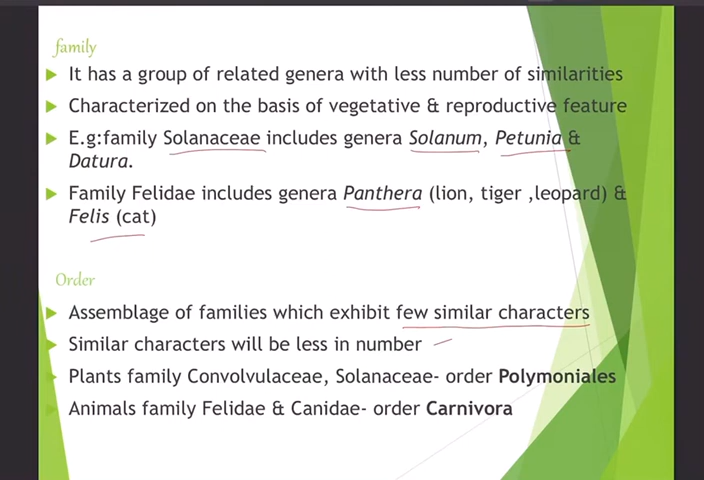 family
It has a group of related genera with less number of similarities
Characterized on the basis of vegetative & reproductive feature
E.g:family Solanaceae includes genera Solanum, Petunia &
Datura.
Family Felidae includes genera Panthera (lion, tiger ,leopard) &
Felis (cat)
Order
Assemblage of families which exhibit few similar characters
Similar characters will be less in number
Plants family Convolvulaceae, Solanaceae- order Polymoniales
Animals family Felidae & Canidae- order Carnivora